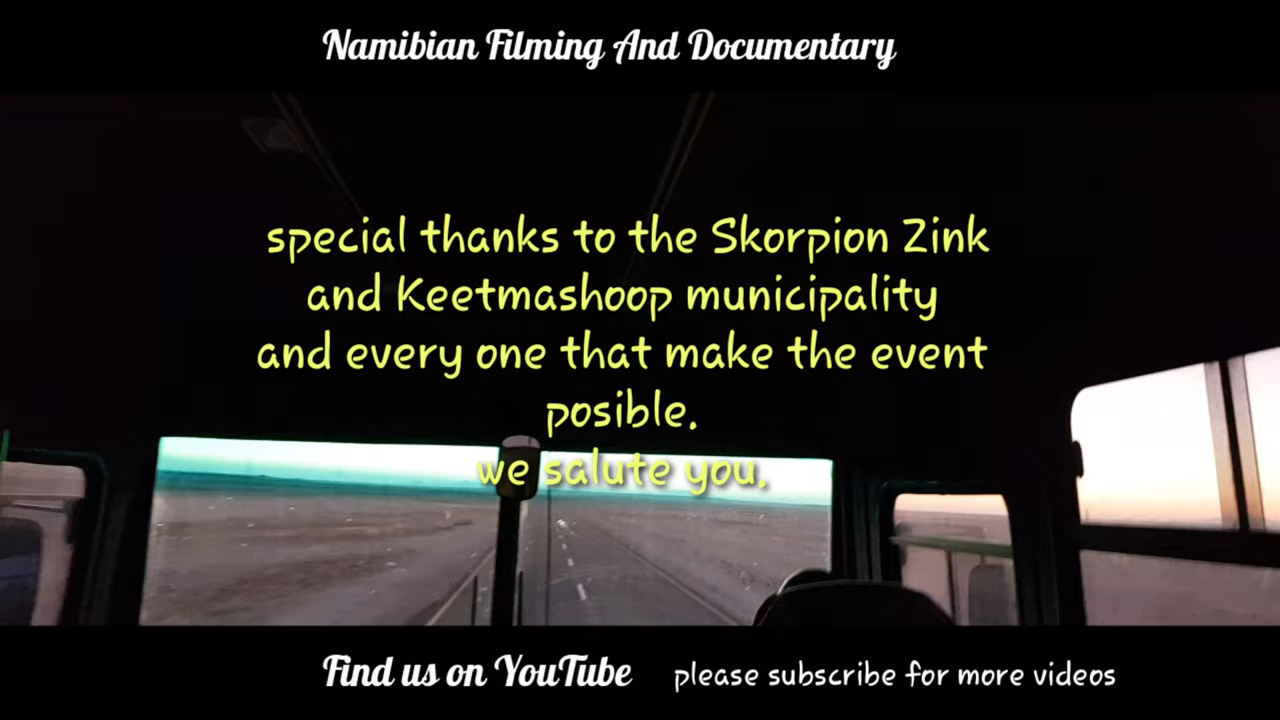 Namibian Filming And Documentary
special thanks to the Skorpion Zink
and Keetmashoop municipality
and every one that make the event
posible.
we salute you.
Find us on YouTube please subscribe for more videos